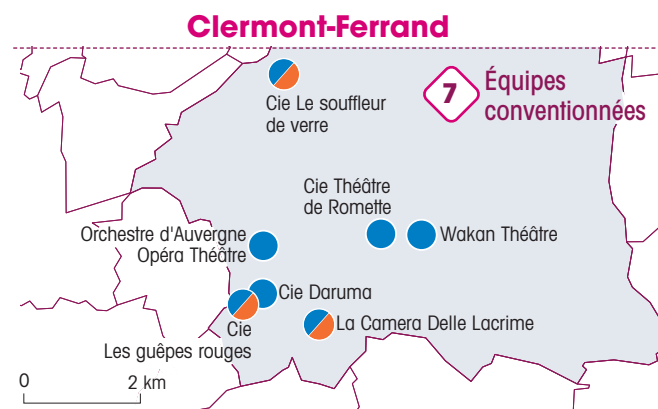 Clermont-Ferrand
7
Équipes
conventionnées
Cie Le souffleur
de verre
Cie Théâtre
de Romette
Orchestre d'Auvergne
Opéra Théâtre
Wakan Théâtre
Cie Daruma
Cie
Les guêpes rouges
La Camera Delle Lacrime
0
2 km